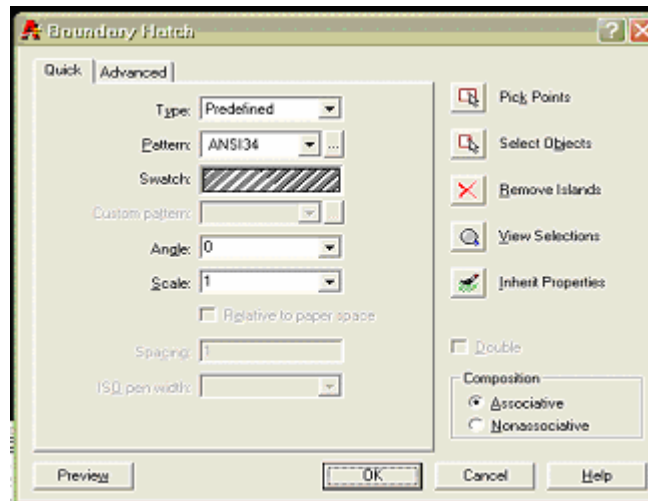 Boundary Hatch
Quick Advanced
Type: Predefined
Pattern: ANSI34 ...
Swatch:
Custom pattern:
Angle: 0
Scale: 1
Relative to paper space
Spacing: 1
ISO pen width:
Pick Points
Select Objects
Remove Islands
View Selections
Inherit Properties
Double
Composition
Associative
Nonassociative
Preview OK Cancel Help